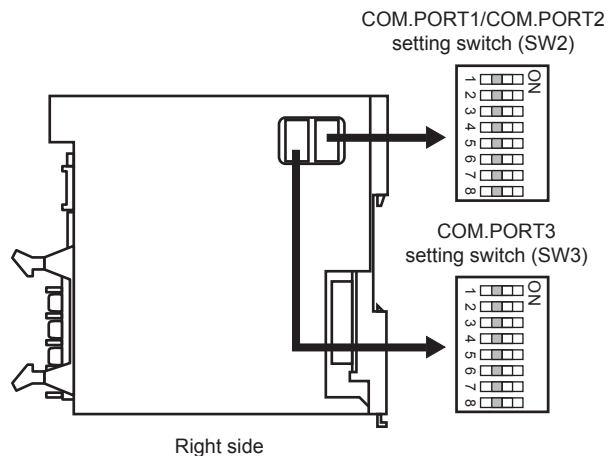 COM.PORT1/COM.PORT2
setting switch (SW2)
ON
1
2
3
4
5
6
7
8
COM.PORT3
setting switch (SW3)
ON
1
2
3
4
5
6
7
8
Right side